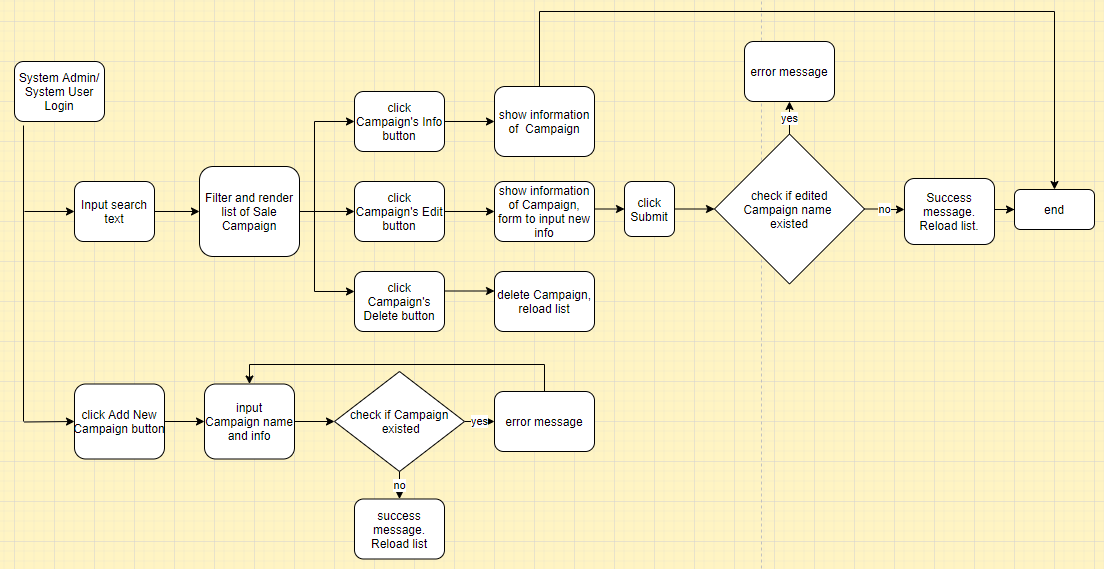 System Admin/
System User
Login
click
Campaign's Info
button
show information
of Campaign
error message
yes
Input search
text
Filter and render
list of Sale
Campaign
click
Campaign's Edit
button
show information
of Campaign,
form to input new
info
click
Submit
check if edited
Campaign name
existed
no
Success
message.
Reload list.
end
click
Campaign's
Delete button
delete Campaign,
reload list
click Add New
Campaign button
input
Campaign name
and info
check if Campaign
existed
yes
error message
no
success
message.
Reload list